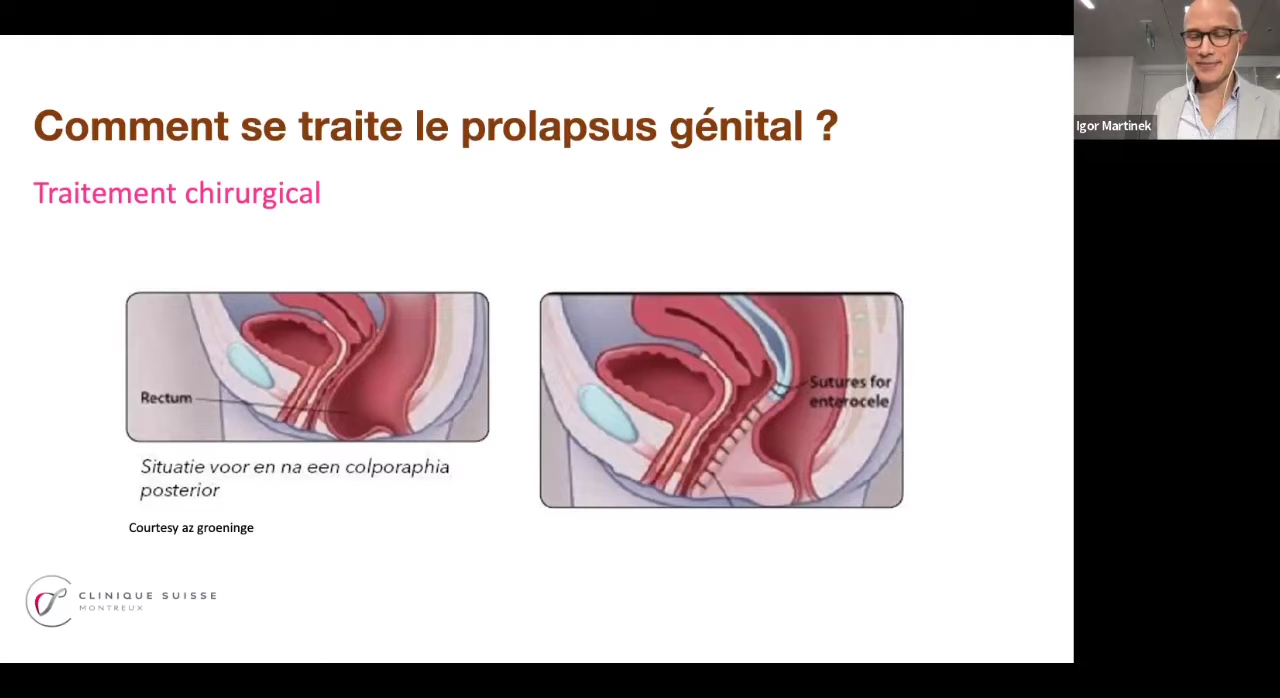 Comment se traite le prolapsus génital ?
Traitement chirurgical
Rectum
Situatie voor en na een colporaphia
posterior
Courtesy az groeninge
Sutures for
enterocele
CLINIQUE SUISSE
MONTREUX
Igor Martinek